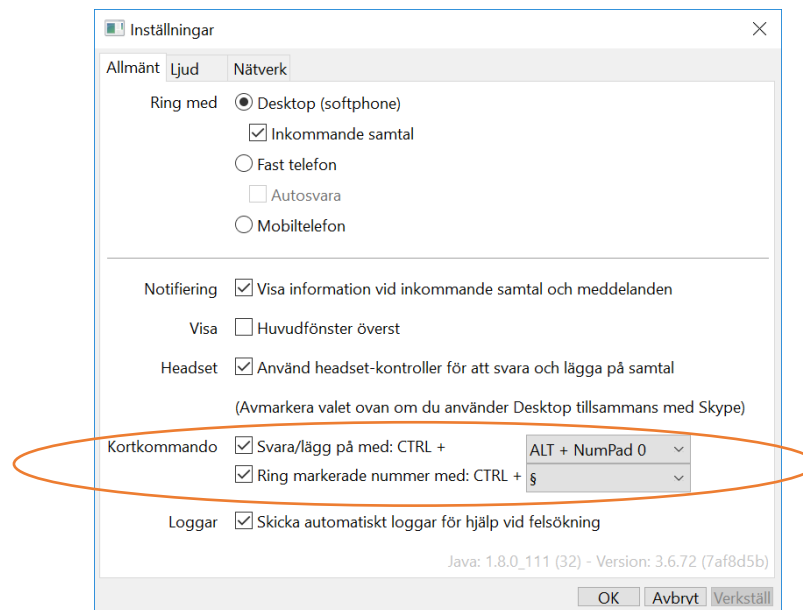 Inställningar
Allmänt Ljud Nätverk
Ring med Desktop (softphone)
Inkommande samtal
Fast telefon
Autosvara
Mobiltelefon
Notifiering Visa information vid inkommande samtal och meddelanden
Visa Huvudfönster överst
Headset Använd headset-kontroller för att svara och lägga på samtal
(Avmarkera valet ovan om du använder Desktop tillsammans med Skype)
Kortkommando Svara/lägg på med: CTRL + ALT + NumPad 0
Ring markerade nummer med: CTRL + §
Loggar Skicka automatiskt loggar för hjälp vid felsökning
Java: 1.8.0_111 (32) - Version: 3.6.72 (7af8d5b)
OK Avbryt Verkställ